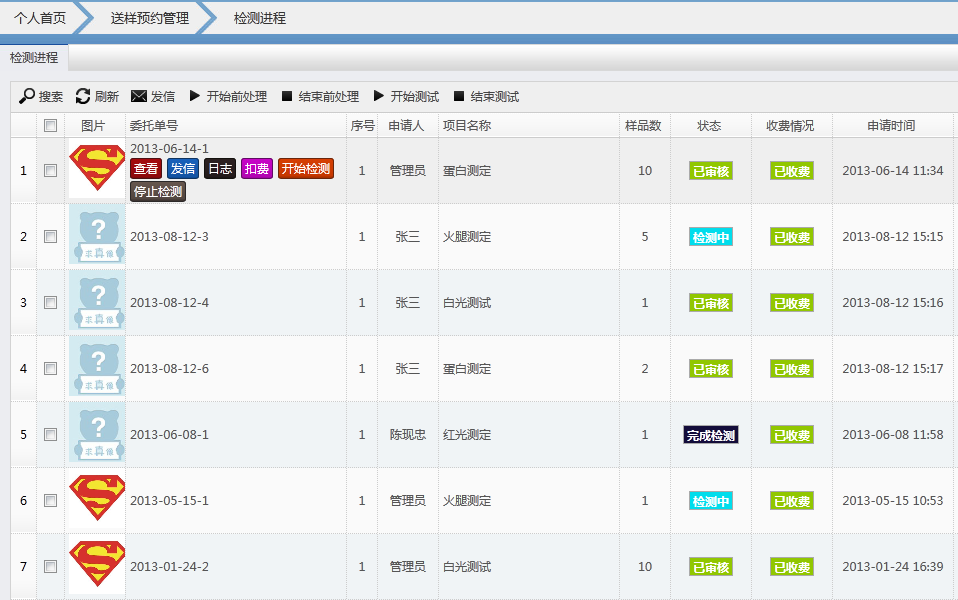 个人首页 送样预约管理 检测进程
检测进程
搜索 刷新 发信 开始前处理 结束前处理 开始测试 结束测试
图片 委托单号 序号 申请人 项目名称 样品数 状态 收费情况 申请时间
2013-06-14-1
1 查看 发信 日志 扣费 开始检测 1 管理员 蛋白测定 10 已审核 已收费 2013-06-14 11:34
停止检测
2 ? 求真像 2013-08-12-3 1 张三 火腿测定 5 检测中 已收费 2013-08-12 15:15
3 ? 求真像 2013-08-12-4 1 张三 白光测试 1 已审核 已收费 2013-08-12 15:16
4 ? 求真像 2013-08-12-6 1 张三 蛋白测定 2 已审核 已收费 2013-08-12 15:17
5 ? 求真像 2013-06-08-1 1 陈现忠 红光测定 1 完成检测 已收费 2013-06-08 11:58
6 2013-05-15-1 1 管理员 火腿测定 1 检测中 已收费 2013-05-15 10:53
7 2013-01-24-2 1 管理员 白光测试 10 已审核 已收费 2013-01-24 16:39